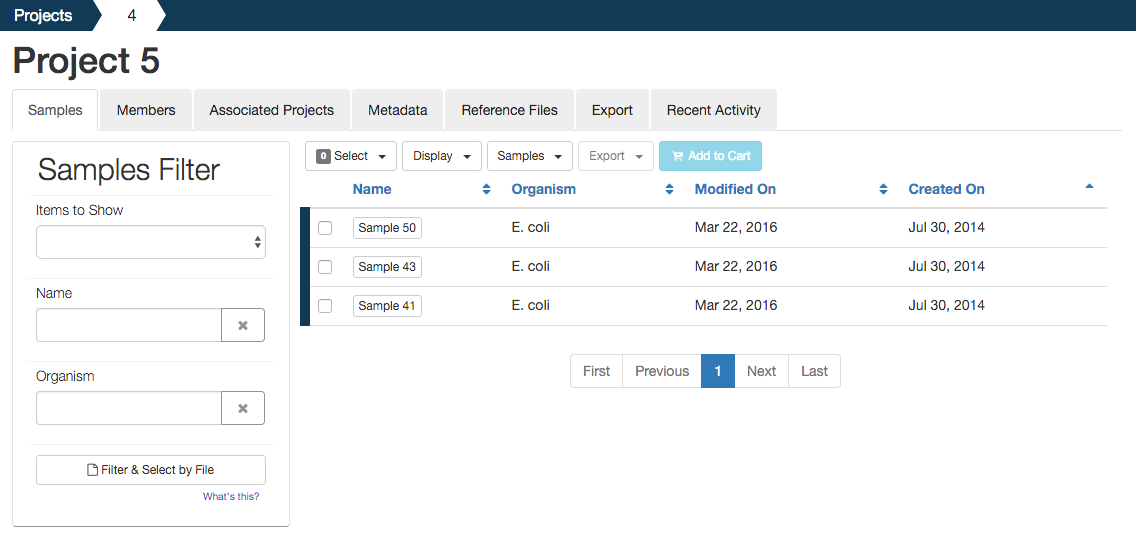 Projects 4
Project 5
Samples Members Associated Projects Metadata Reference Files Export Recent Activity
Samples Filter
Items to Show
Name
Organism
Filter & Select by File
What's this?
0 Select Display Samples Export Add to Cart
Name Organism Modified On Created On
Sample 50 E. coli Mar 22, 2016 Jul 30, 2014
Sample 43 E. coli Mar 22, 2016 Jul 30, 2014
Sample 41 E. coli Mar 22, 2016 Jul 30, 2014
First Previous 1 Next Last